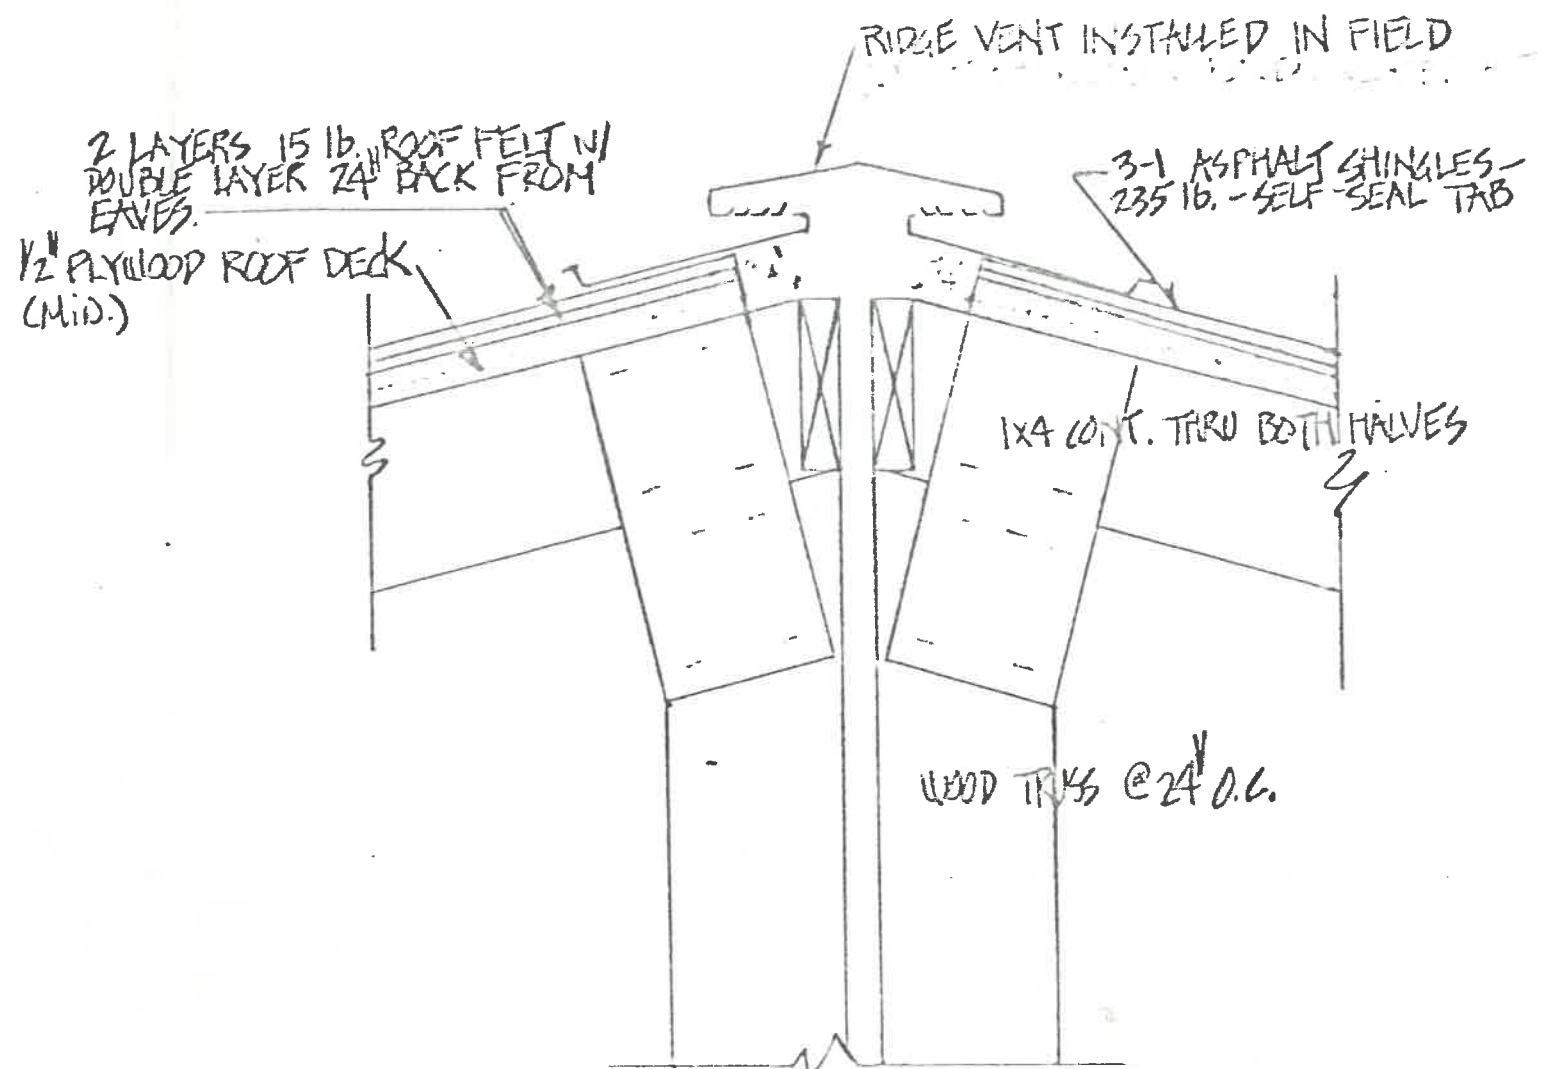 RIDGE VENT INSTALLED IN FIELD
2 LAYERS 15 lb. ROOF FELT W/
DOUBLE LAYER 24" BACK FROM
EAVES.
1/2" PLYWOOD ROOF DECK
(MIN.)
3-1 ASPHALT SHINGLES-
235 lb. - SELF-SEAL TAB
1x4 CONT. THRU BOTH HALVES
WOOD TRUSS @ 24" O.C.